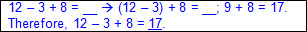 12 – 3 + 8 = __ → (12 – 3) + 8 = __; 9 + 8 = 17.
Therefore, 12 – 3 + 8 = 17.